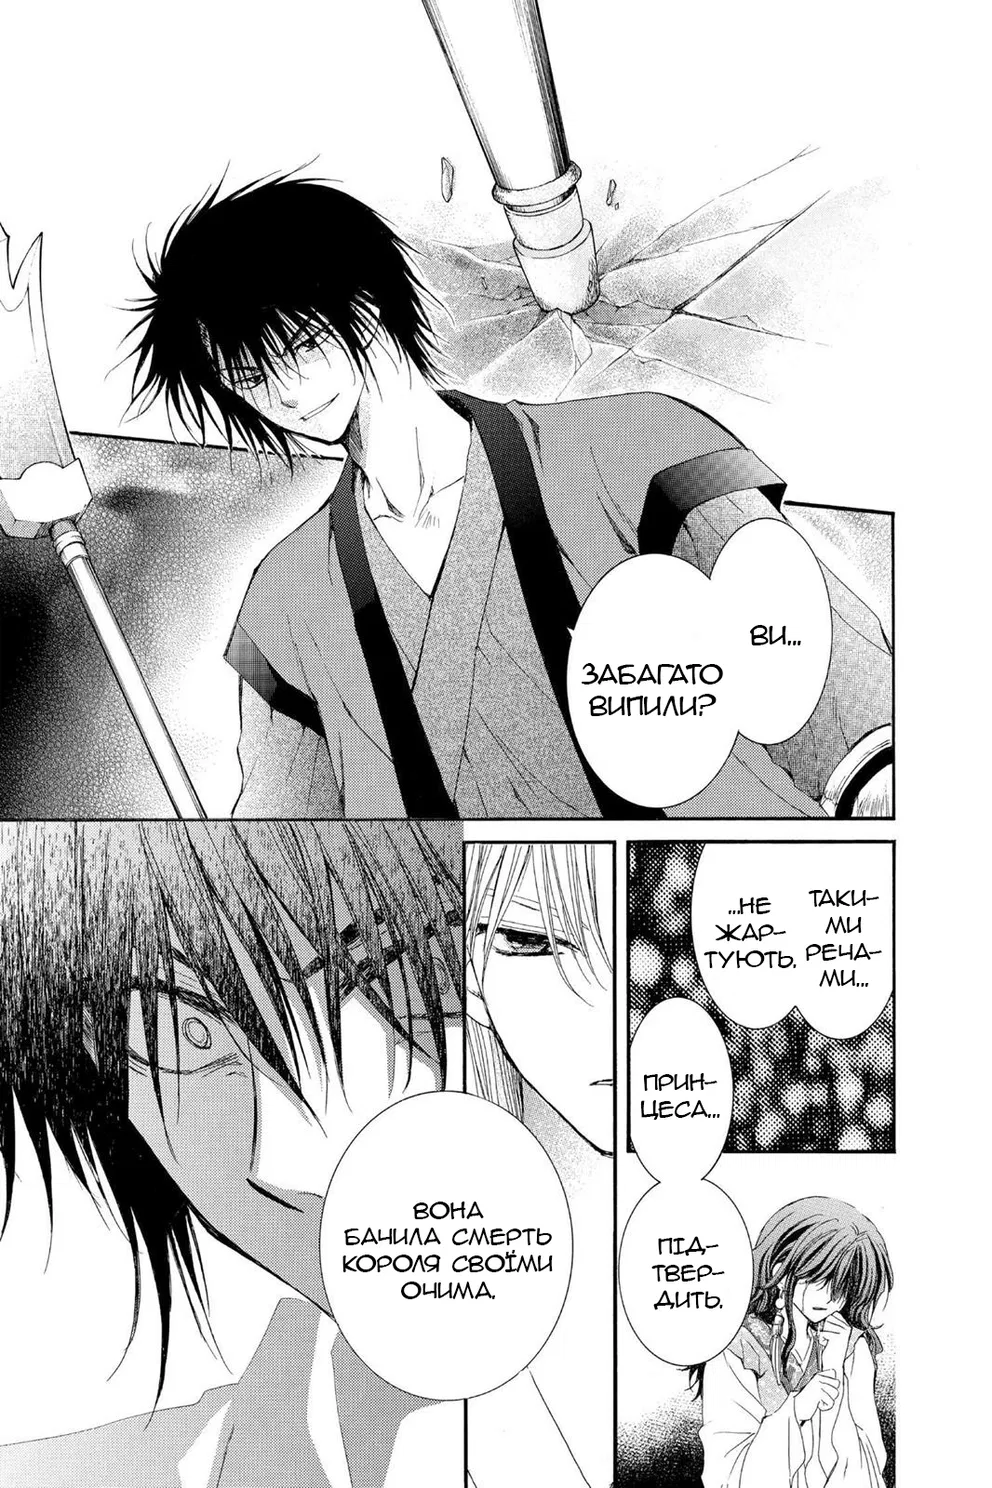 ВИ...
ЗАБАГАТО
ВИПИЛИ?
ТАКИ-
МИ
РЕЧА-
МИ...
...НЕ
ЖАР-
ТУЮТЬ.
ПРИН-
ЦЕСА...
ПІД-
ТВЕР-
ДИТЬ.
ВОНА
БАЧИЛА СМЕРТЬ
КОРОЛЯ СВОЇМИ
ОЧИМА.